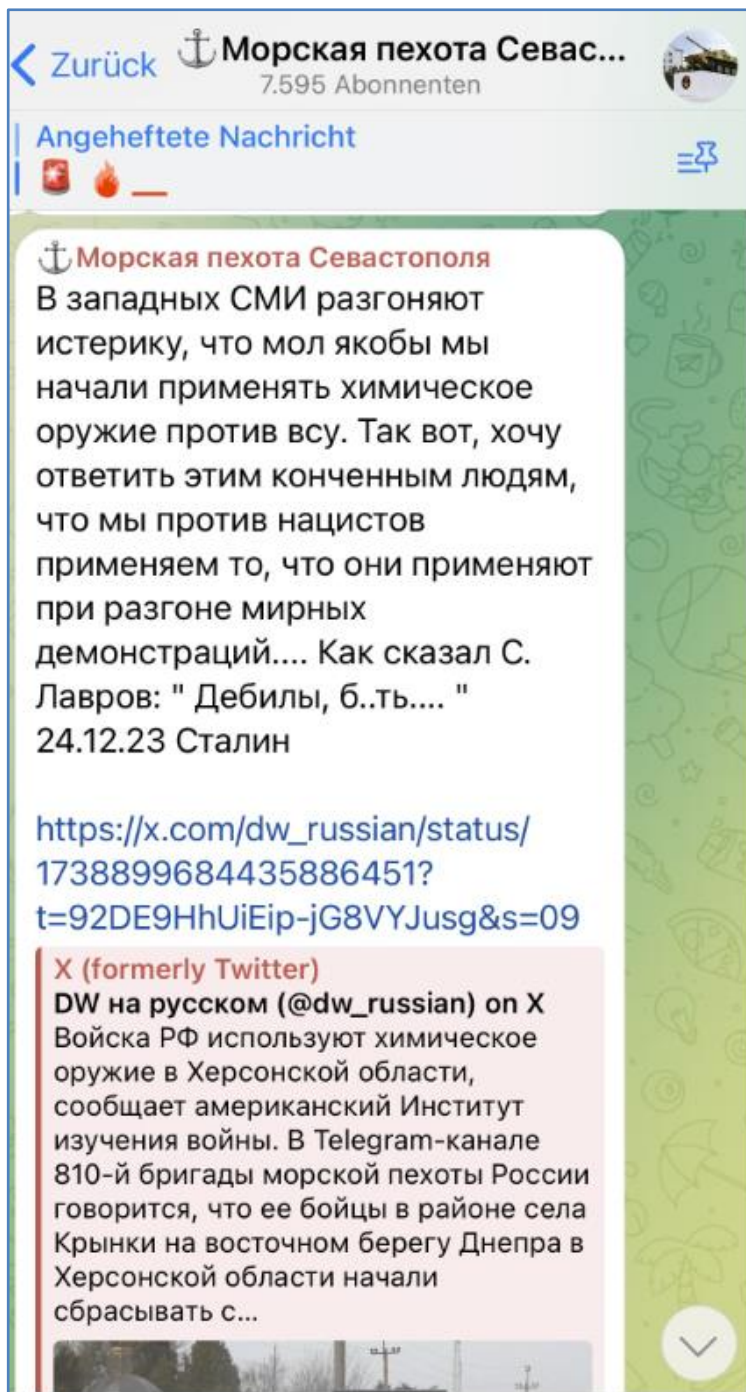 Zurück
⚓Морская пехота Севас...
7.595 Abonnenten
Angeheftete Nachricht
🚨 🔥 __
⚓Морская пехота Севастополя
В западных СМИ разгоняют
истерику, что мол якобы мы
начали применять химическое
оружие против всу. Так вот, хочу
ответить этим конченным людям,
что мы против нацистов
применяем то, что они применяют
при разгоне мирных
демонстраций.... Как сказал С.
Лавров: " Дебилы, б..ть.... "
24.12.23 Сталин
https://x.com/dw_russian/status/
1738899684435886451?
t=92DE9HhUiEip-jG8VYJusg&s=09
X (formerly Twitter)
DW на русском (@dw_russian) on X
Войска РФ используют химическое
оружие в Херсонской области,
сообщает американский Институт
изучения войны. В Telegram-канале
810-й бригады морской пехоты России
говорится, что ее бойцы в районе села
Крынки на восточном берегу Днепра в
Херсонской области начали
сбрасывать с...